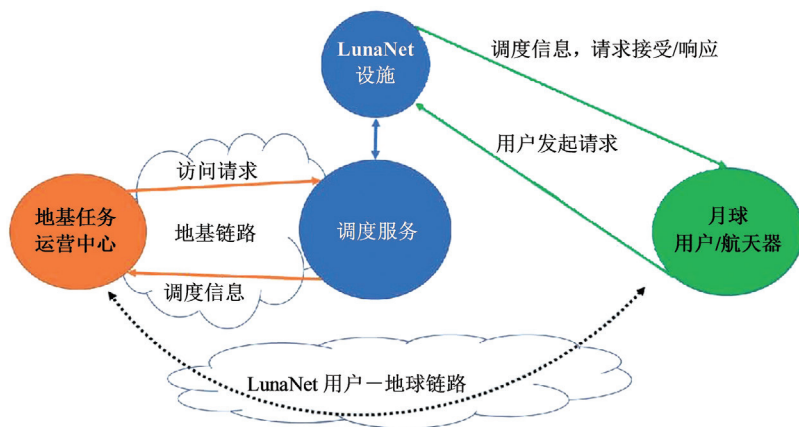 LunaNet
设施
调度信息，请求接受/响应
用户发起请求
访问请求
地基任务
运营中心
地基链路
调度服务
月球
用户/航天器
调度信息
LunaNet 用户－地球链路